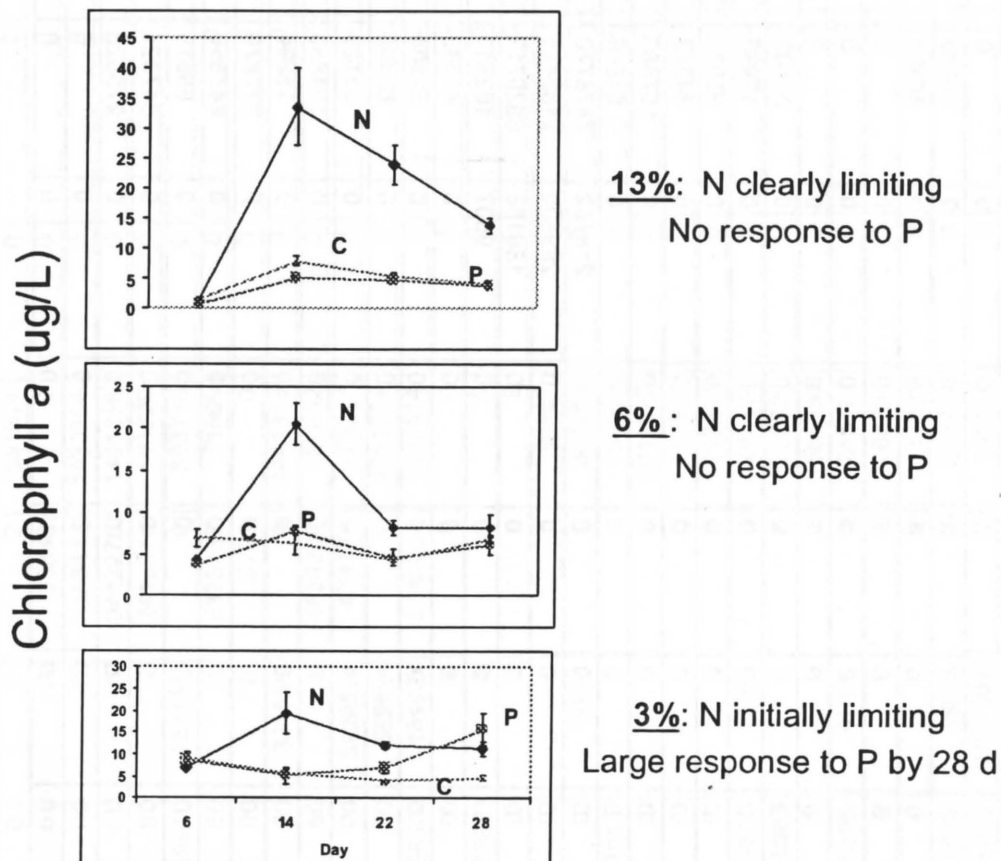 Chlorophyll a (ug/L)
45
40
35
30
25
20
15
10
5
0
N
C
P
13%: N clearly limiting
No response to P
25
20
15
10
5
0
N
C
P
6%: N clearly limiting
No response to P
30
25
20
15
10
5
0
N
P
C
6
14
22
28
Day
3%: N initially limiting
Large response to P by 28 d